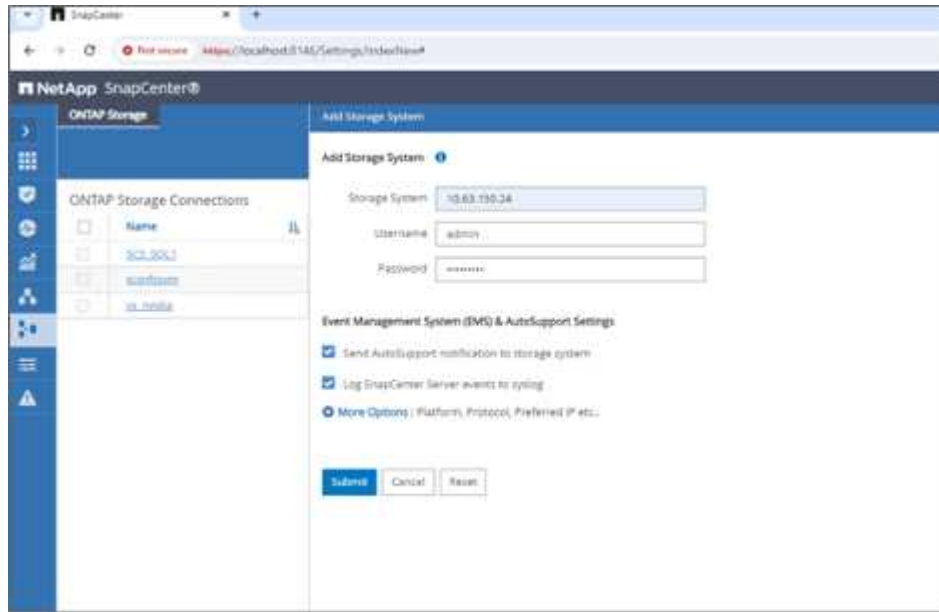 SnapCenter
Not secure https://localhost:8146/Settings/IndexNew#
NetApp SnapCenter®
ONTAP Storage
Add Storage System
Add Storage System
Storage System 10.63.150.24
Username admin
Password ••••••••
ONTAP Storage Connections
Name
Event Management System (EMS) & AutoSupport Settings
Send AutoSupport notification to storage system
Log SnapCenter Server events to syslog
More Options : Platform, Protocol, Preferred IP etc..
Submit Cancel Reset